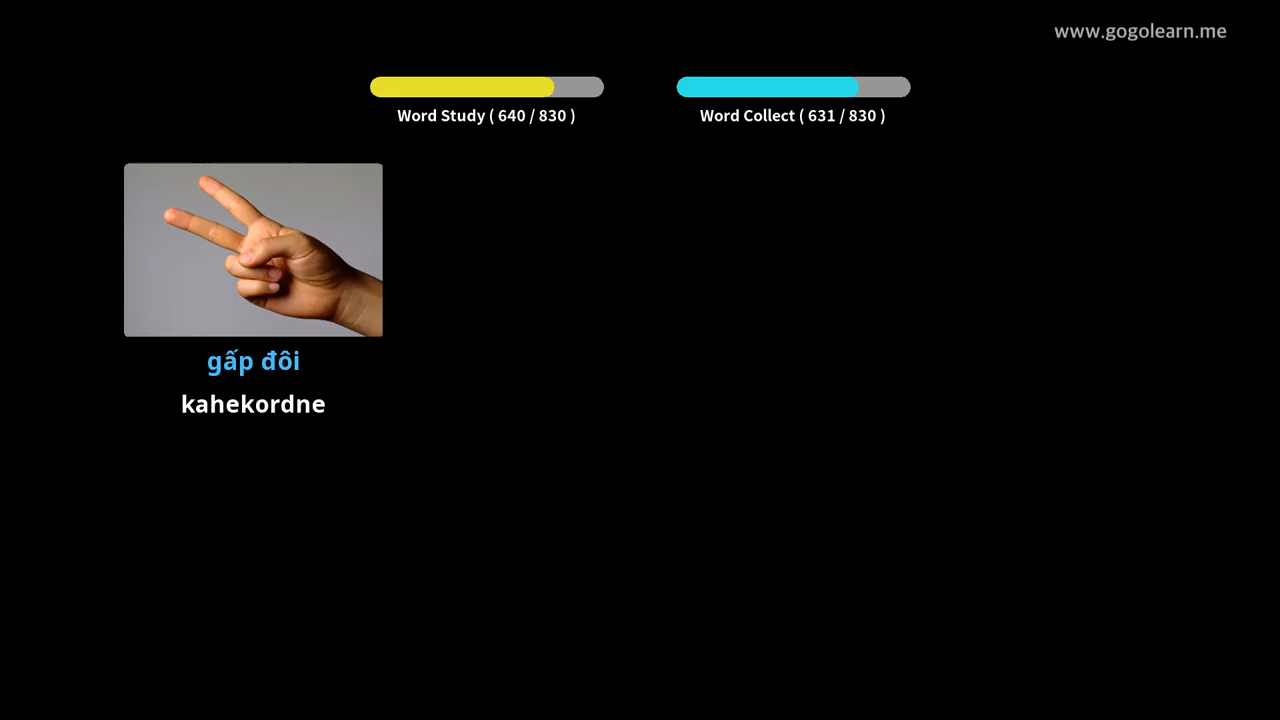 www.gogolearn.me
Word Study ( 640 / 830 )
Word Collect ( 631 / 830 )
gấp đôi
kahekordne